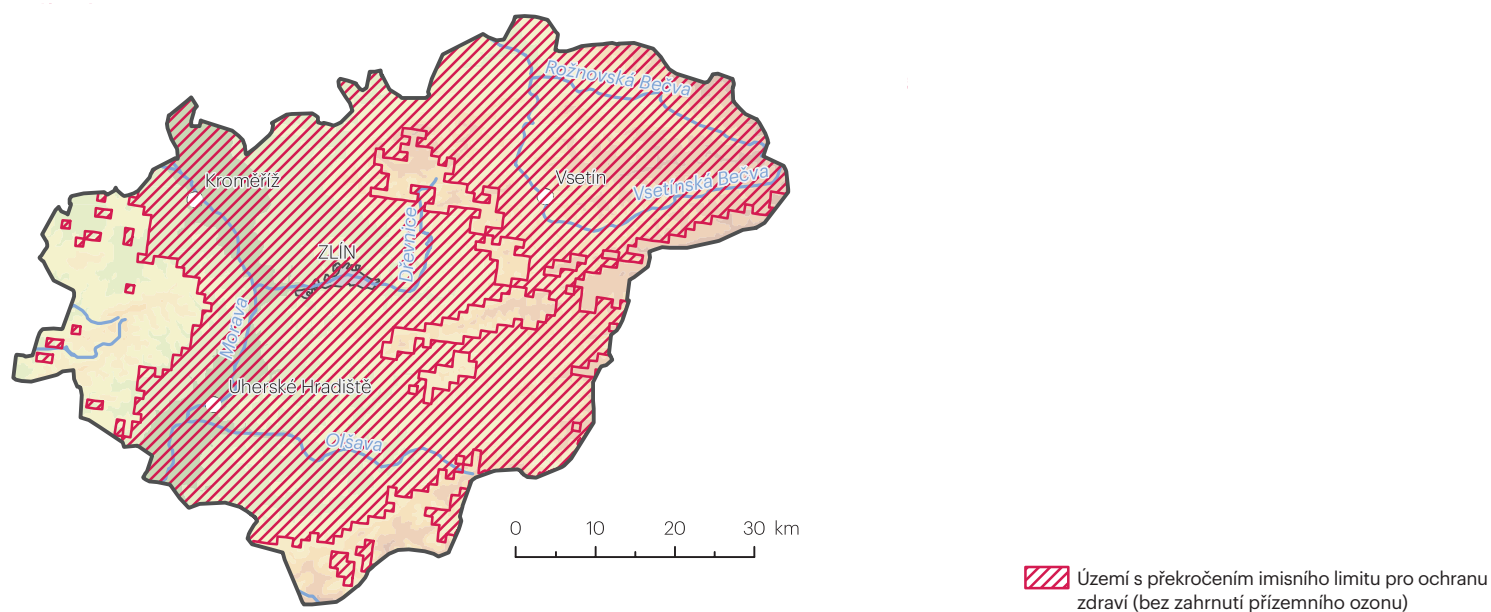 Rožnovská Bečva
Kroměříž
Vsetín
Vsetínská Bečva
Dřevnice
ZLÍN
Morava
Uherské Hradiště
Olšava
0 10 20 30 km
Území s překročením imisního limitu pro ochranu
zdraví (bez zahrnutí přízemního ozonu)